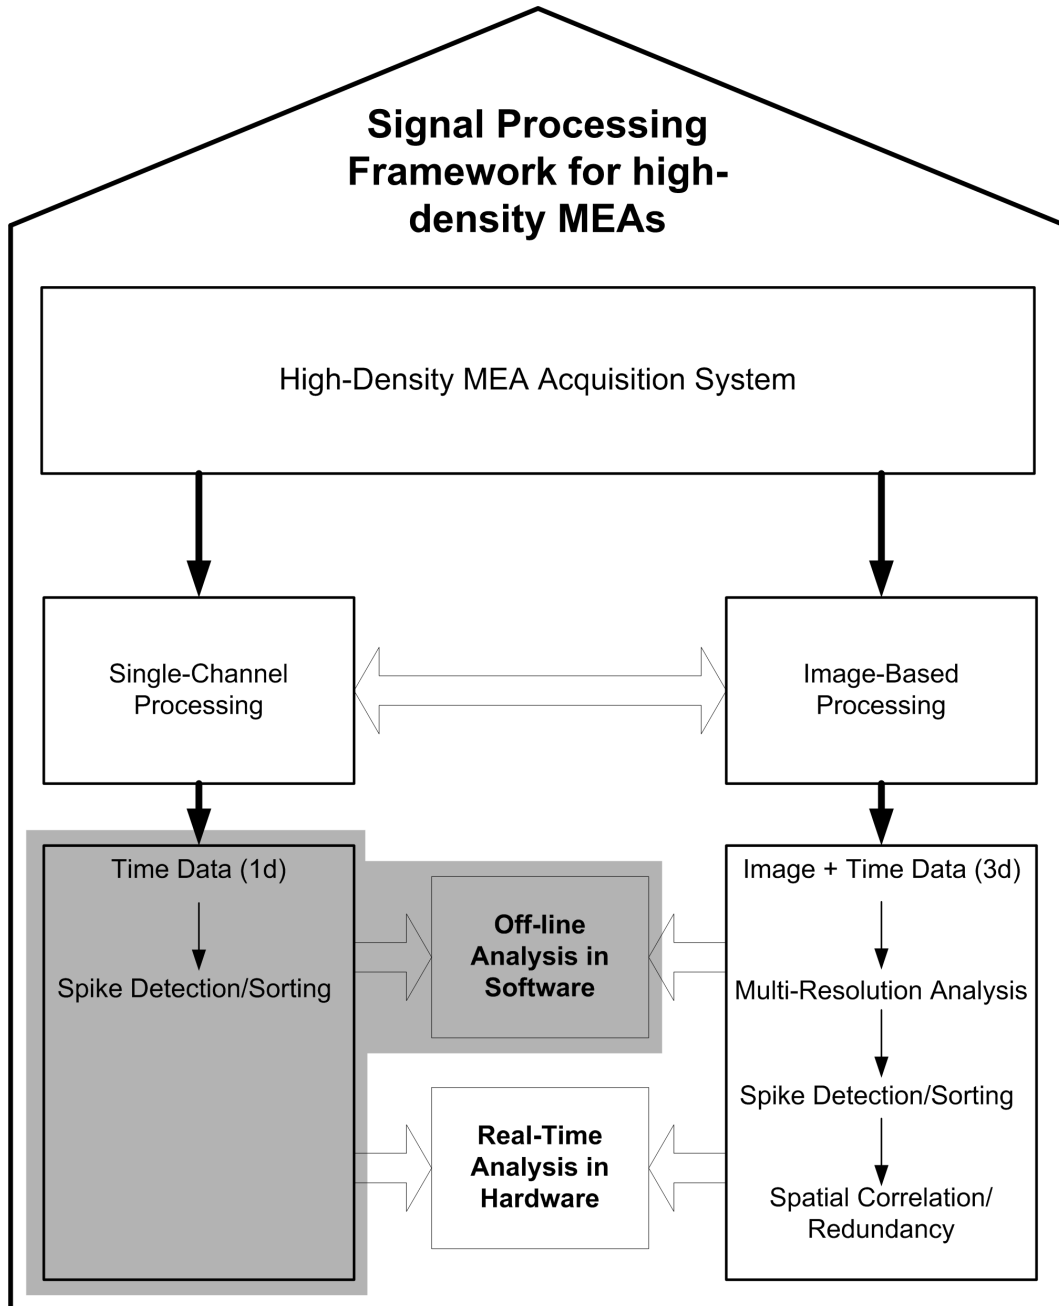 Signal Processing
Framework for high-
density MEAs
High-Density MEA Acquisition System
Single-Channel
Processing
Image-Based
Processing
Time Data (1d)
Spike Detection/Sorting
Off-line
Analysis in
Software
Real-Time
Analysis in
Hardware
Image + Time Data (3d)
Multi-Resolution Analysis
Spike Detection/Sorting
Spatial Correlation/
Redundancy